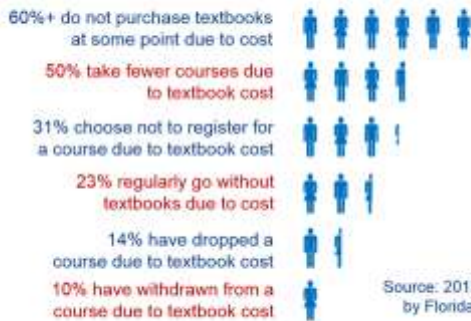 60%+ do not purchase textbooks
at some point due to cost
50% take fewer courses due
to textbook cost
31% choose not to register for
a course due to textbook cost
23% regularly go without
textbooks due to cost
14% have dropped a
course due to textbook cost
10% have withdrawn from a
course due to textbook cost
Source: 201
by Florida